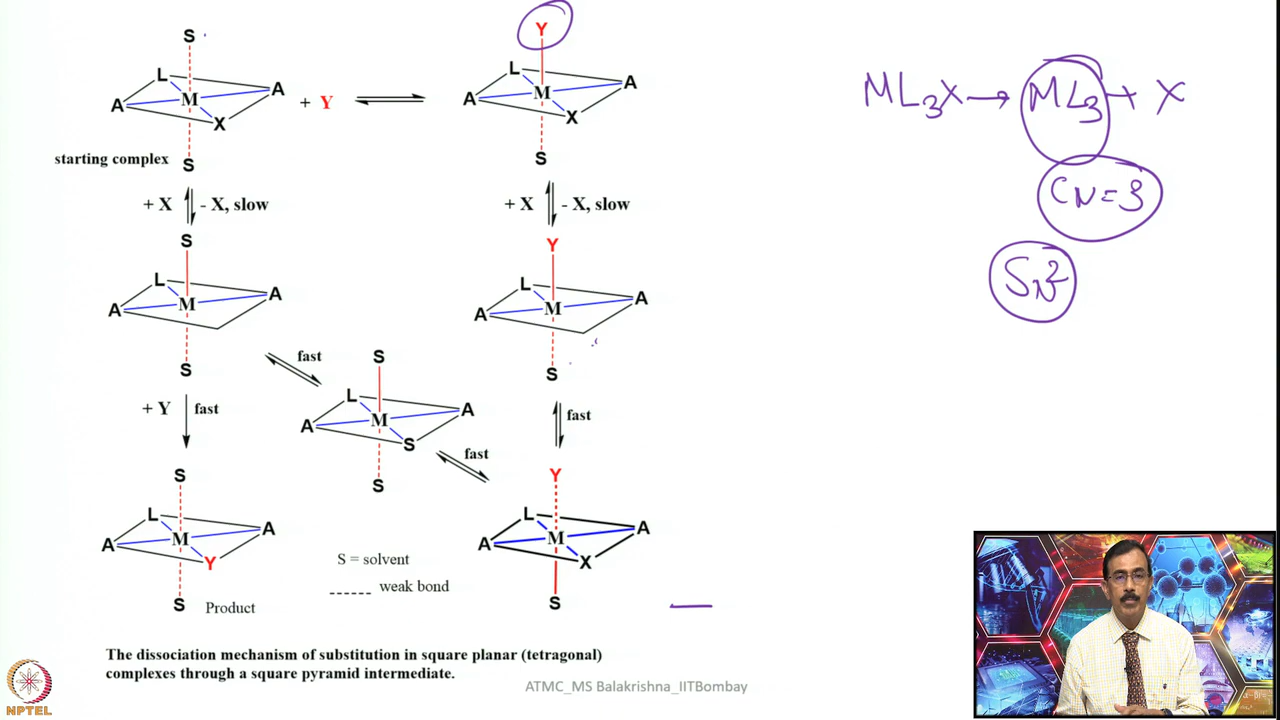 S
Y
L
A
M
A
X
+ Y
L
A
M
A
X
starting complex
S
S
+ X
- X, slow
+ X
- X, slow
S
Y
L
A
M
A
L
A
M
A
S
S
fast
S
+ Y
fast
L
A
M
A
S
fast
fast
S
S
Y
L
A
M
A
Y
L
A
M
A
X
S = solvent
------ weak bond
S
Product
S
The dissociation mechanism of substitution in square planar (tetragonal)
complexes through a square pyramid intermediate.
ATMC_MS Balakrishna_IITBombay
NPTEL
ML3X → ML3 + X
CN=3
SN2